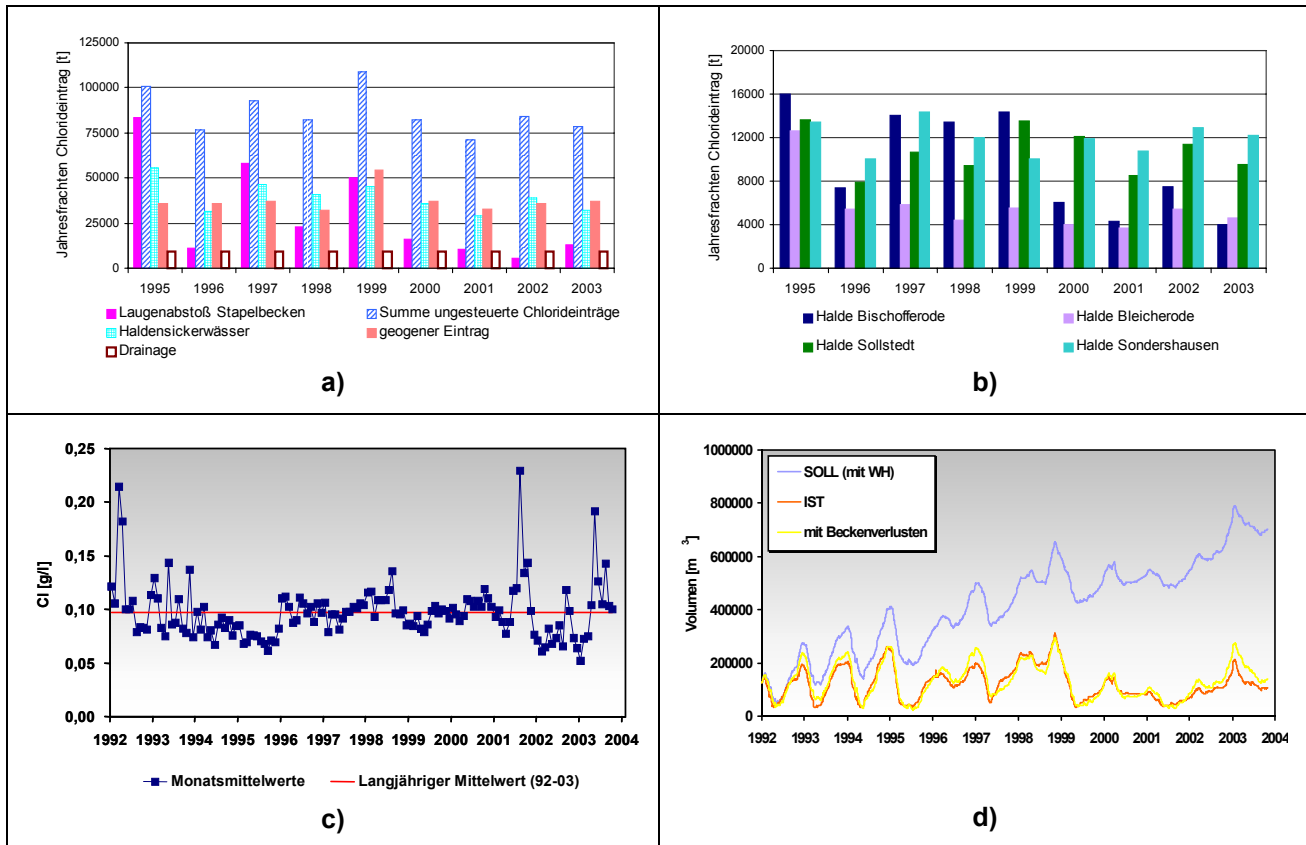 Jahresfrachten Chlorideintrag [t]
125000
100000
75000
50000
25000
0
1995 1996 1997 1998 1999 2000 2001 2002 2003
Laugenabstoß Stapelbecken
Summe ungesteuerte Chlorideinträge
Haldensickerwässer
geogener Eintrag
Drainage
a)
Jahresfrachten Chlorideintrag [t]
20000
16000
12000
8000
4000
0
1995 1996 1997 1998 1999 2000 2001 2002 2003
Halde Bischofferode
Halde Bleicherode
Halde Sollstedt
Halde Sondershausen
b)
Cl [g/l]
0,25
0,20
0,15
0,10
0,05
0,00
1992 1993 1994 1995 1996 1997 1998 1999 2000 2001 2002 2003 2004
Monatsmittelwerte
Langjähriger Mittelwert (92-03)
c)
Volumen [m³]
1000000
800000
600000
400000
200000
0
SOLL (mit WH)
IST
mit Beckenverlusten
1992 1993 1994 1995 1996 1997 1998 1999 2000 2001 2002 2003 2004
d)